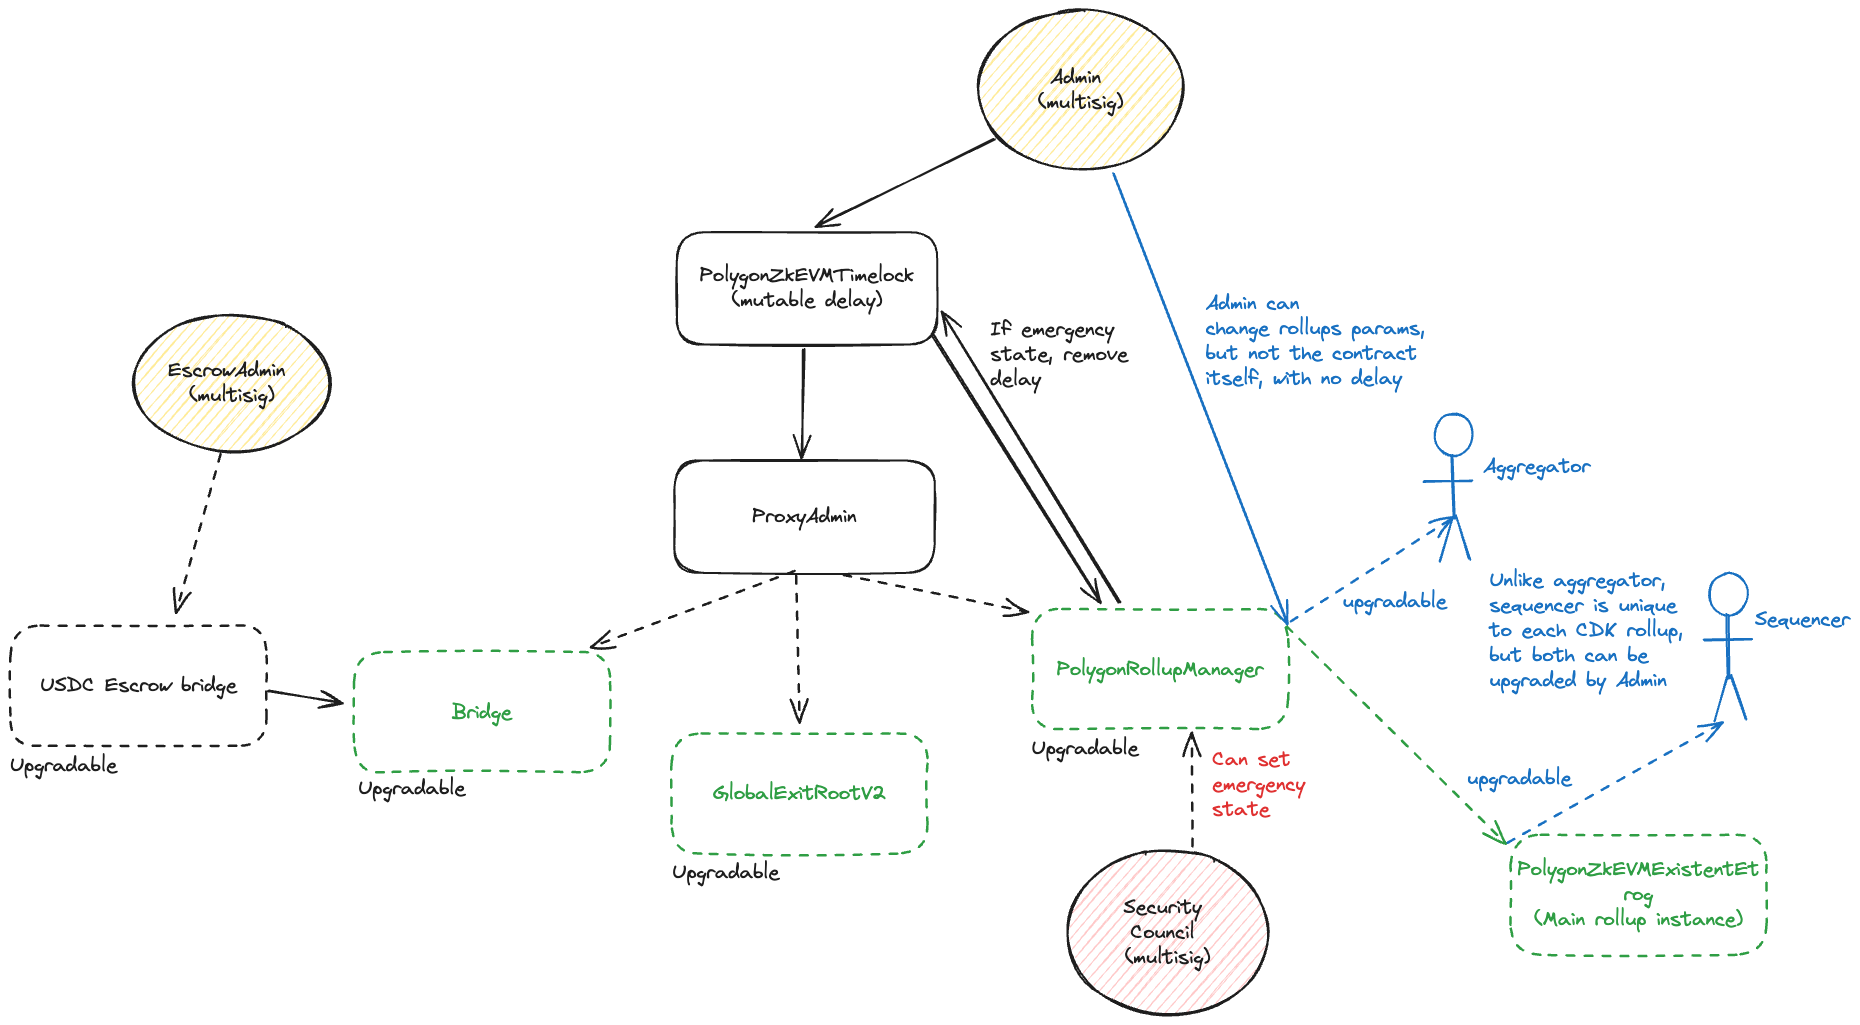 Admin
(multisig)
PolygonZkEVMTimelock
(mutable delay)
If emergency
state, remove
delay
Admin can
change rollups params,
but not the contract
itself, with no delay
EscrowAdmin
(multisig)
Aggregator
ProxyAdmin
upgradable
Unlike aggregator,
sequencer is unique
to each CDK rollup,
but both can be
upgraded by Admin
Sequencer
USDC Escrow bridge
Upgradable
Bridge
Upgradable
GlobalExitRootV2
Upgradable
PolygonRollupManager
Upgradable
Can set
emergency
state
upgradable
Security
Council
(multisig)
PolygonZkEVMExistentEt
rog
(Main rollup instance)